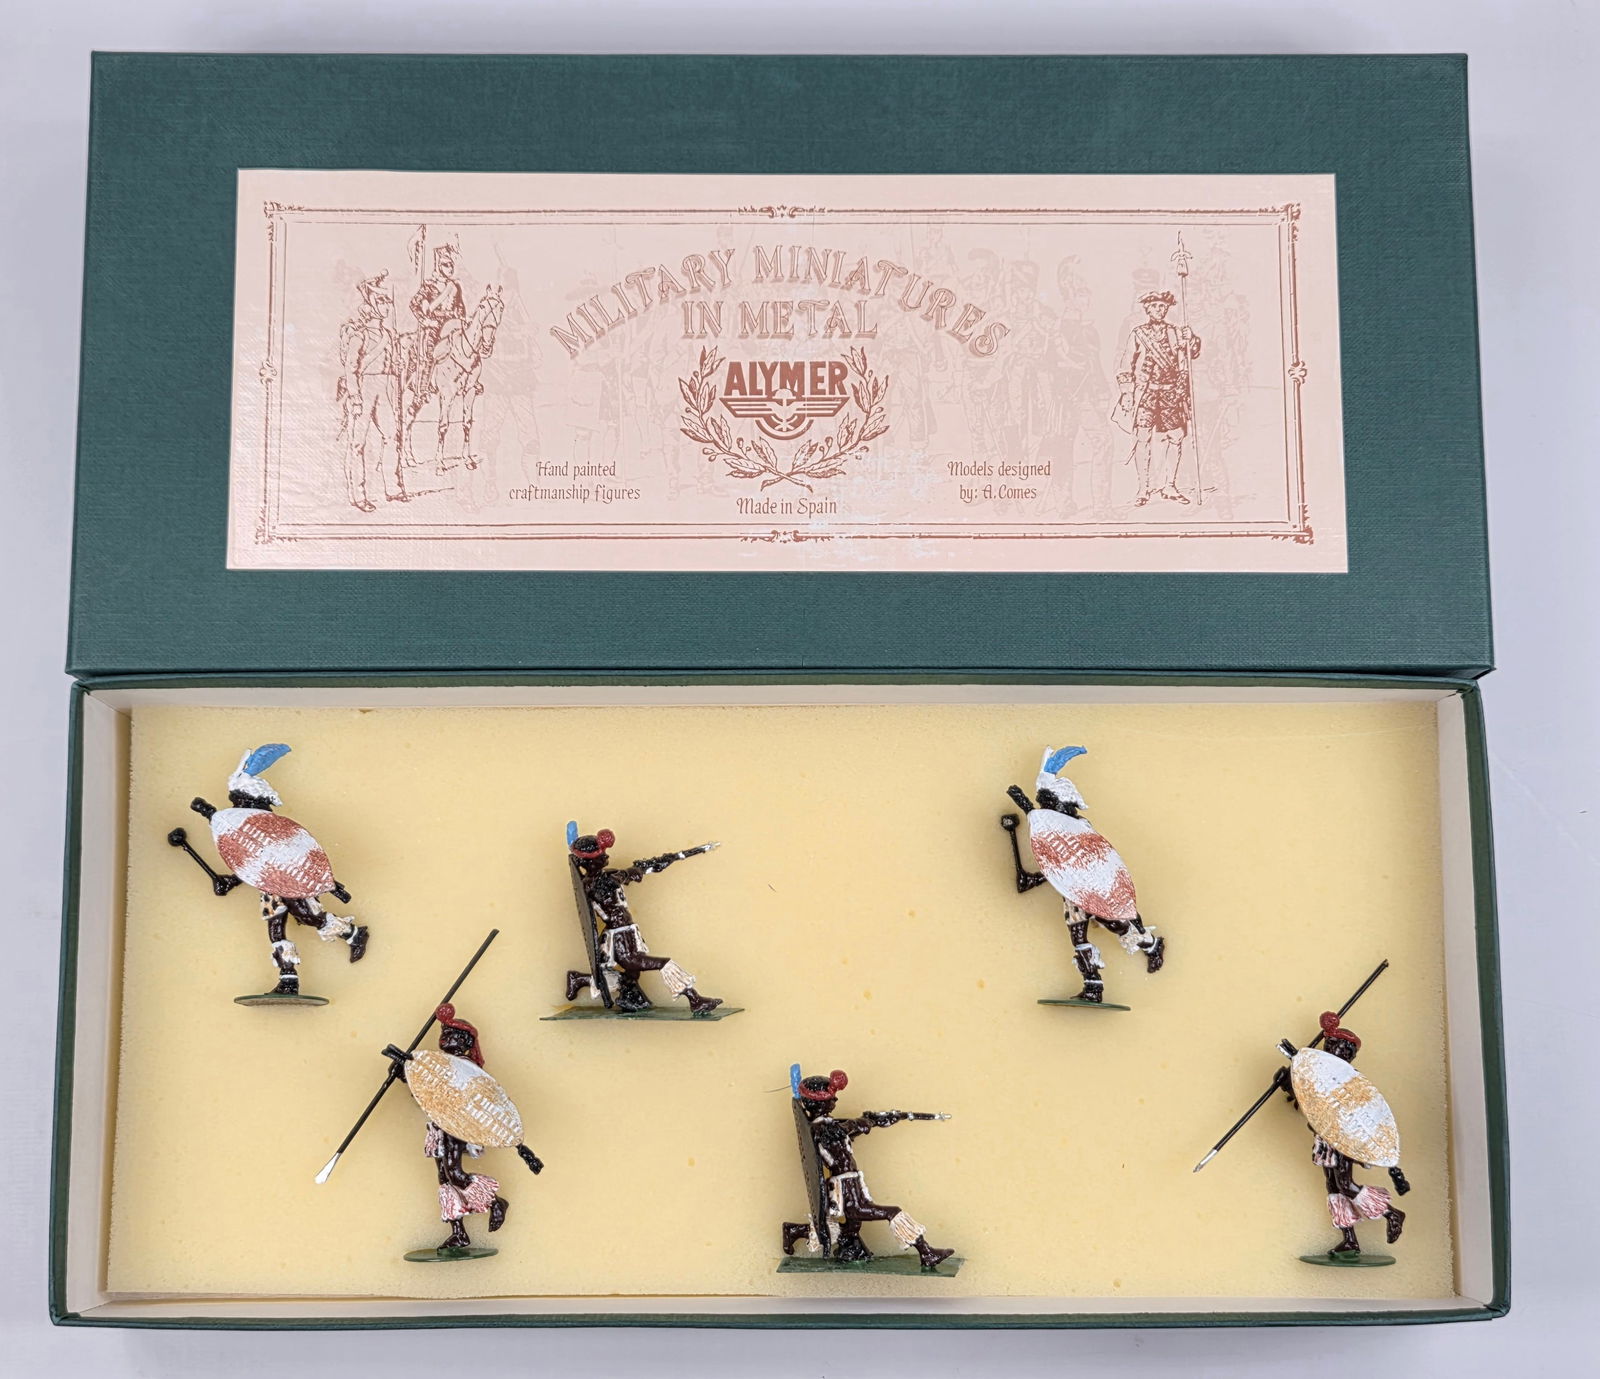 MILITARY MINIATURES
IN METAL
ALYMER
Hand painted
craftmanship figures
Made in Spain
Models designed
by: A. Comes